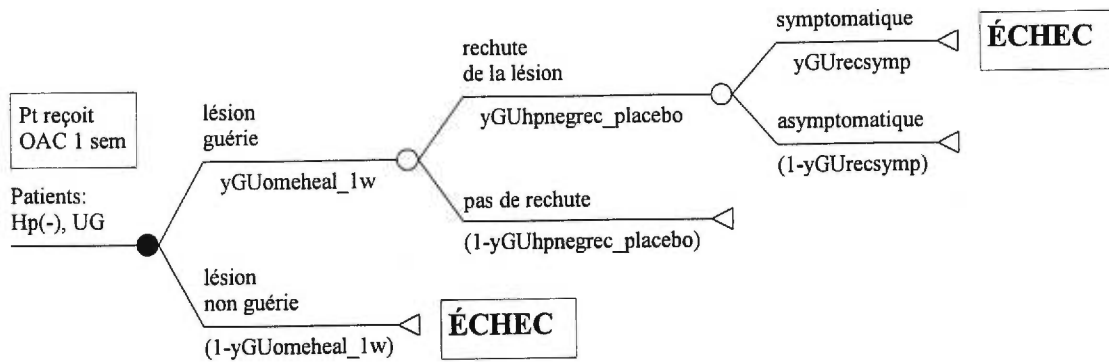 symptomatique
ÉCHEC
yGUrecsymp
rechute
de la lésion
yGUhpnegrec_placebo
asymptomatique
(1-yGUrecsymp)
Pt reçoit
OAC 1 sem
lésion
guérie
yGUomeheal_1w
Patients:
Hp(-), UG
pas de rechute
(1-yGUhpnegrec_placebo)
lésion
non guérie
ÉCHEC
(1-yGUomeheal_1w)